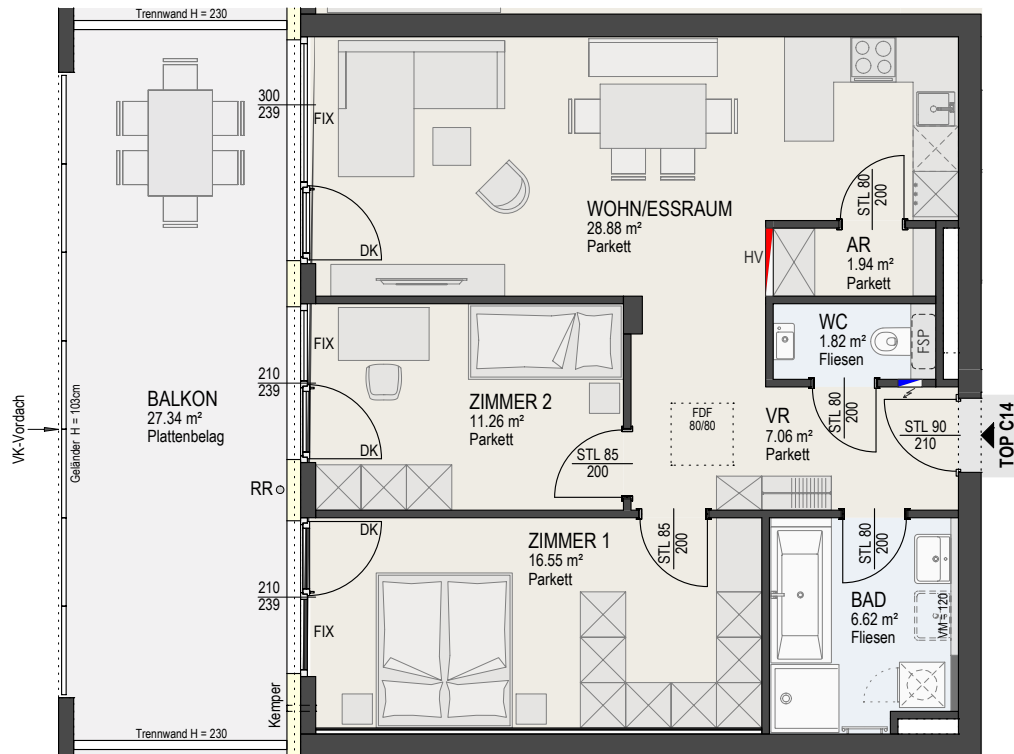 Trennwand H = 230
300
239
FIX
DK
WOHN/ESSRAUM
28.88 m²
Parkett
STL 80
200
HV
AR
1.94 m²
Parkett
WC
1.82 m²
Fliesen
FSP
FIX
210
239
DK
ZIMMER 2
11.26 m²
Parkett
BALKON
27.34 m²
Plattenbelag
VK-Vordach
Geländer H = 103cm
RR
FDF
80/80
VR
7.06 m²
Parkett
STL 80
200
STL 90
210
TOP C14
STL 85
200
DK
ZIMMER 1
16.55 m²
Parkett
STL 85
200
STL 80
200
210
239
FIX
BAD
6.62 m²
Fliesen
VM = 120
Kemper
Trennwand H = 230